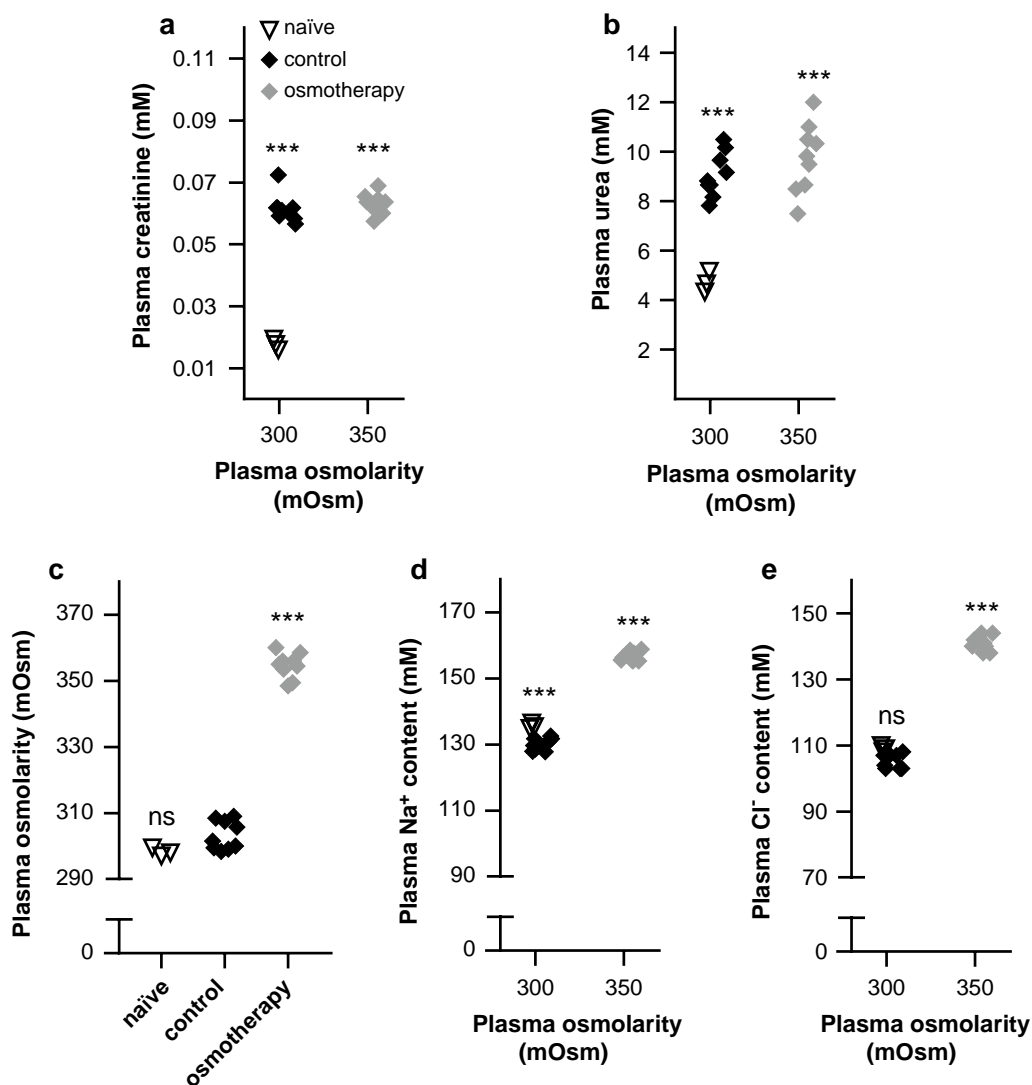 a
naïve
control
osmotherapy
0.11
0.09
0.07
0.05
0.03
0.01
Plasma creatinine (mM)
***
***
300
350
Plasma osmolarity
(mOsm)
b
14
12
10
8
6
4
2
Plasma urea (mM)
***
***
300
350
Plasma osmolarity
(mOsm)
c
370
350
330
310
290
0
Plasma osmolarity (mOsm)
ns
***
naïve
control
osmotherapy
d
170
150
130
110
90
0
Plasma Na⁺ content (mM)
***
***
300
350
Plasma osmolarity
(mOsm)
e
150
130
110
90
70
0
Plasma Cl⁻ content (mM)
ns
***
300
350
Plasma osmolarity
(mOsm)